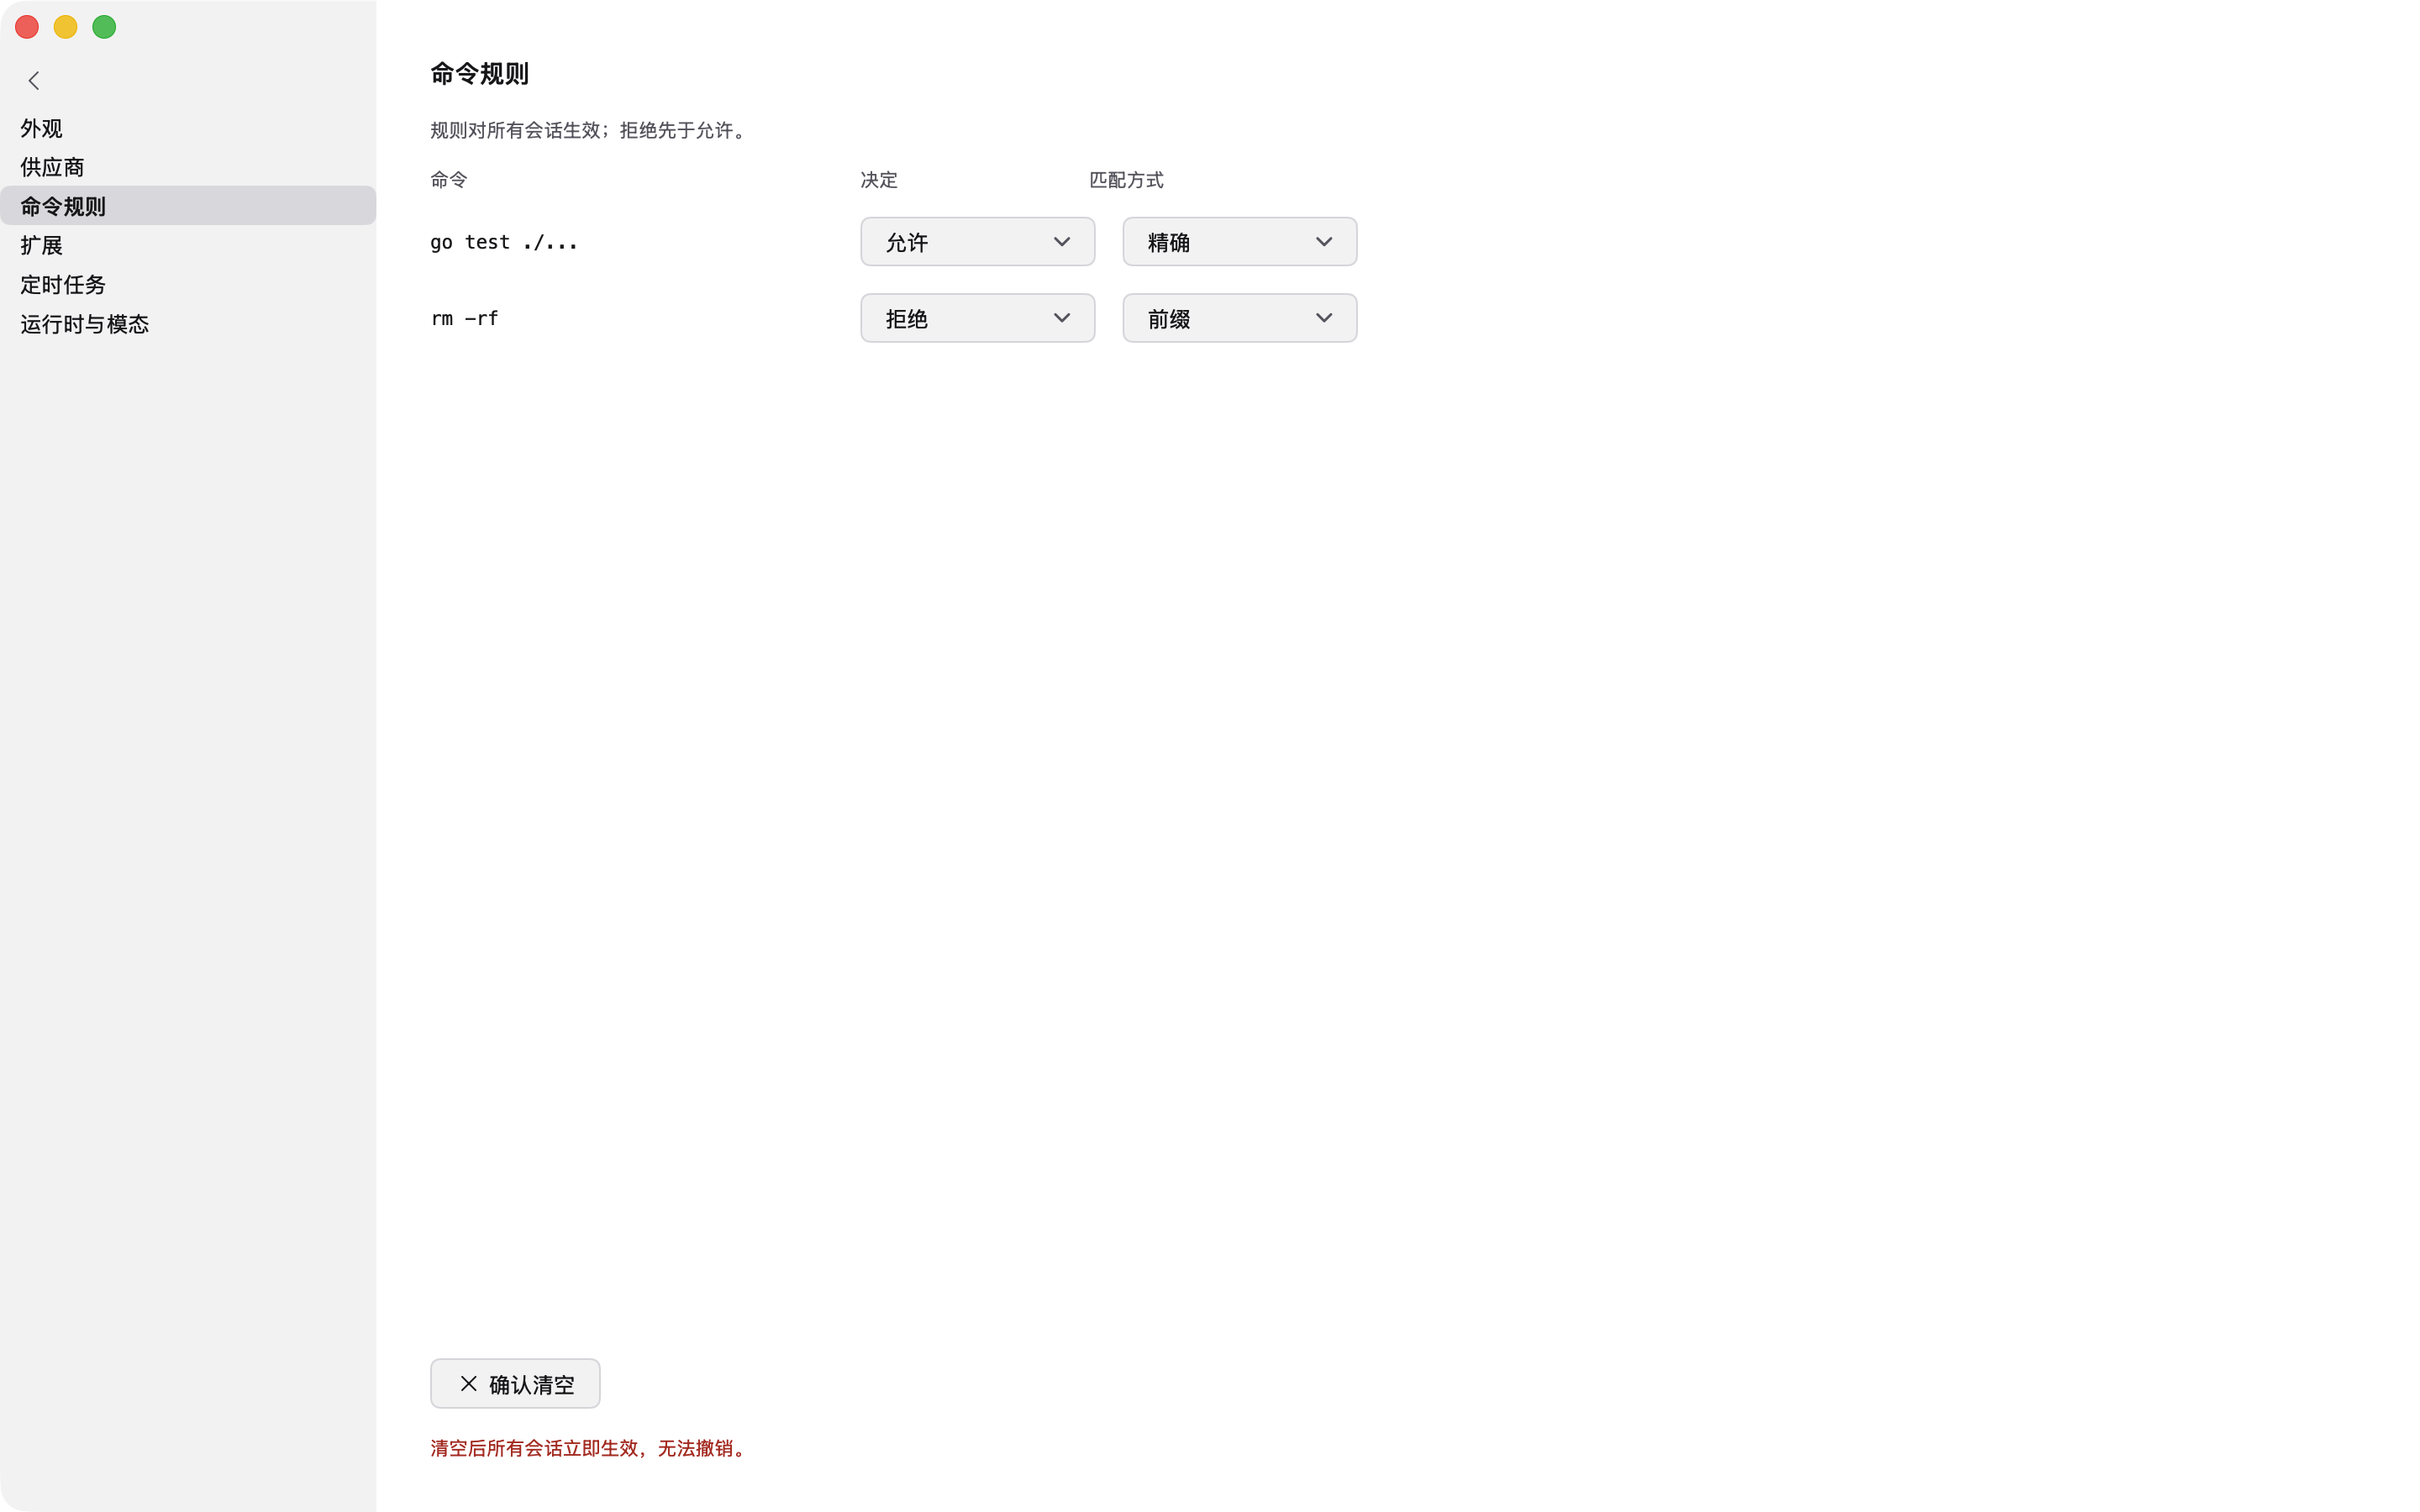 外观
供应商
命令规则
扩展
定时任务
运行时与模态
命令规则
规则对所有会话生效；拒绝先于允许。
命令 决定 匹配方式
go test ./... 允许 精确
rm -rf 拒绝 前缀
确认清空
清空后所有会话立即生效，无法撤销。